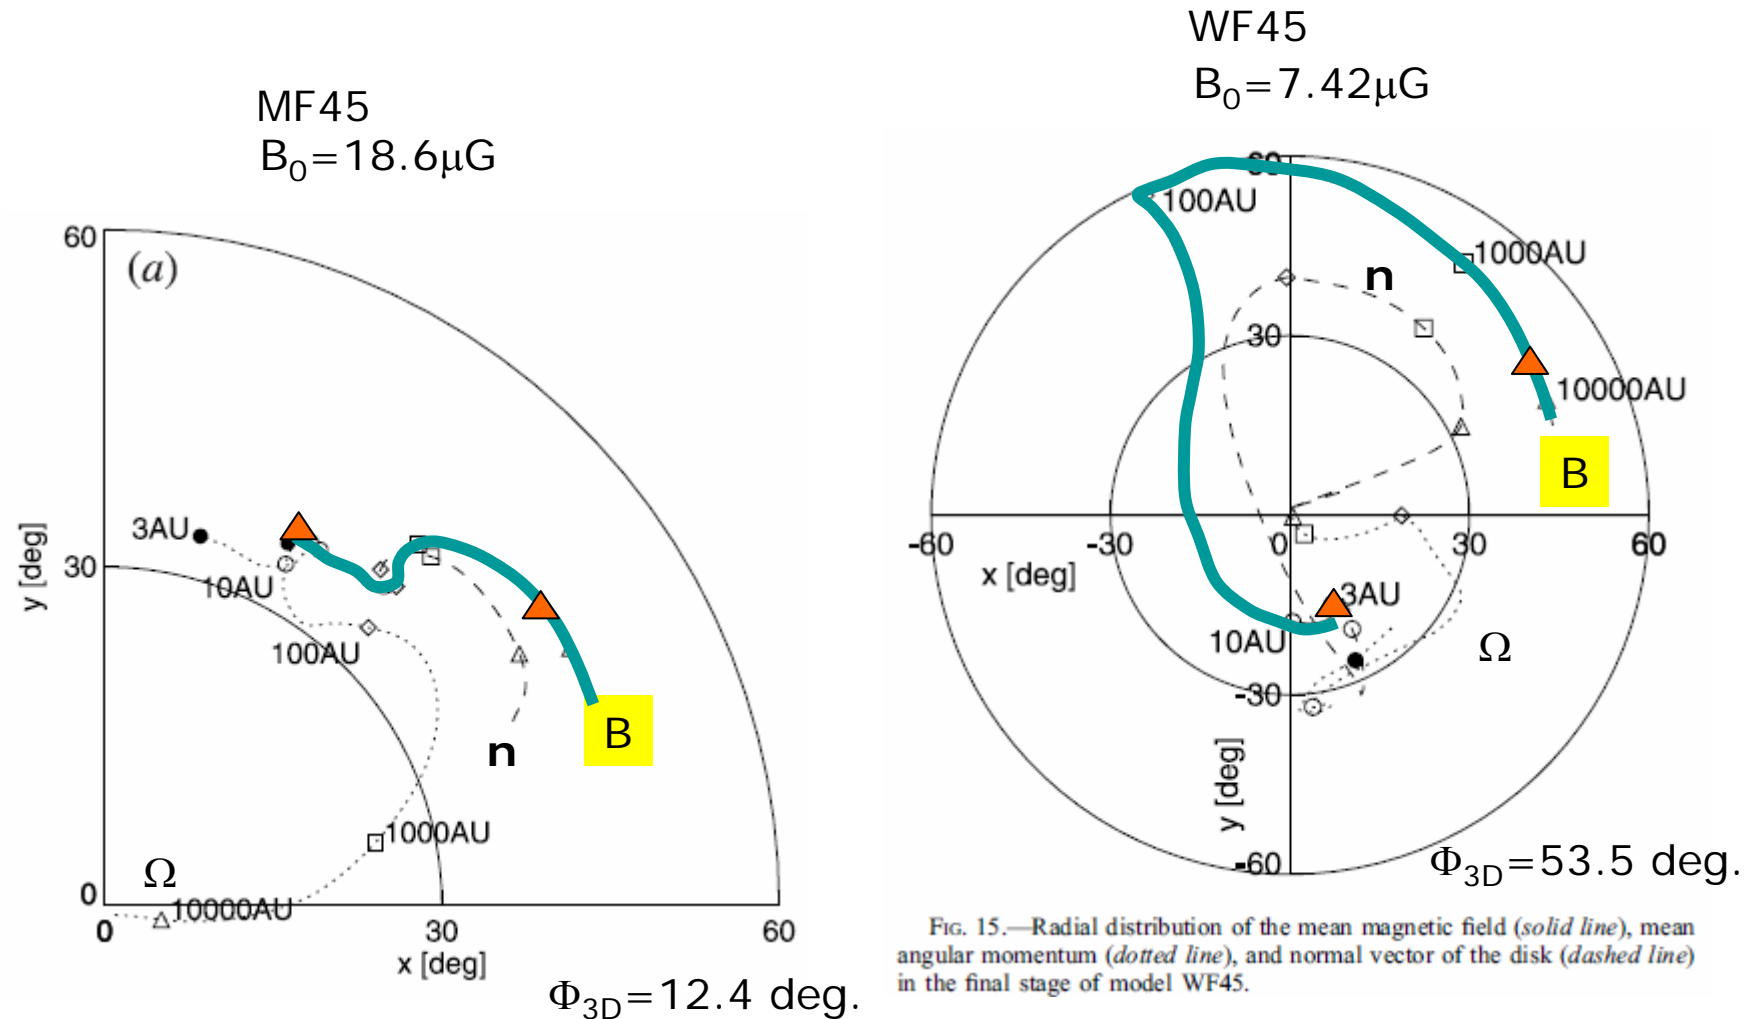 MF45
B0=18.6μG
(a)
60
30
0
y [deg]
3AU
10AU
100AU
1000AU
10000AU
n
B
Ω
0
30
60
x [deg]
Φ3D=12.4 deg.
WF45
B0=7.42μG
60
100AU
1000AU
n
30
10000AU
B
-60
-30
0
30
60
x [deg]
3AU
10AU
Ω
-30
y [deg]
-60
Φ3D=53.5 deg.
FIG. 15.—Radial distribution of the mean magnetic field (solid line), mean
angular momentum (dotted line), and normal vector of the disk (dashed line)
in the final stage of model WF45.